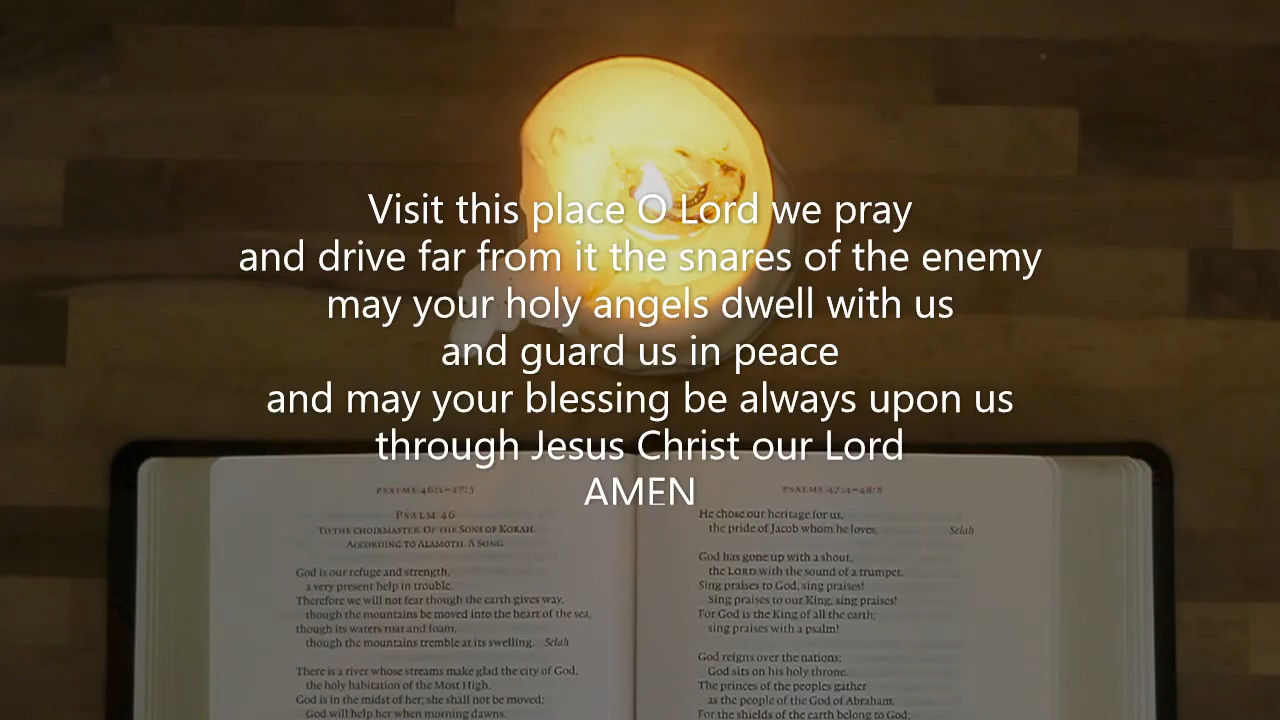 Visit this place O Lord we pray
and drive far from it the snares of the enemy
may your holy angels dwell with us
and guard us in peace
and may your blessing be always upon us
through Jesus Christ our Lord
AMEN
PSALMS 46:1–47:3
PSALM 46
TO THE CHOIRMASTER. OF THE SONS OF KORAH.
ACCORDING TO ALAMOTH. A SONG.
God is our refuge and strength,
a very present help in trouble.
Therefore we will not fear though the earth gives way,
though the mountains be moved into the heart of the sea,
though its waters roar and foam,
though the mountains tremble at its swelling. Selah
There is a river whose streams make glad the city of God,
the holy habitation of the Most High.
God is in the midst of her; she shall not be moved;
God will help her when morning dawns.
PSALMS 47:4–48:8
He chose our heritage for us,
the pride of Jacob whom he loves. Selah
God has gone up with a shout,
the LORD with the sound of a trumpet.
Sing praises to God, sing praises!
Sing praises to our King, sing praises!
For God is the King of all the earth;
sing praises with a psalm!
God reigns over the nations;
God sits on his holy throne.
The princes of the peoples gather
as the people of the God of Abraham.
For the shields of the earth belong to God;